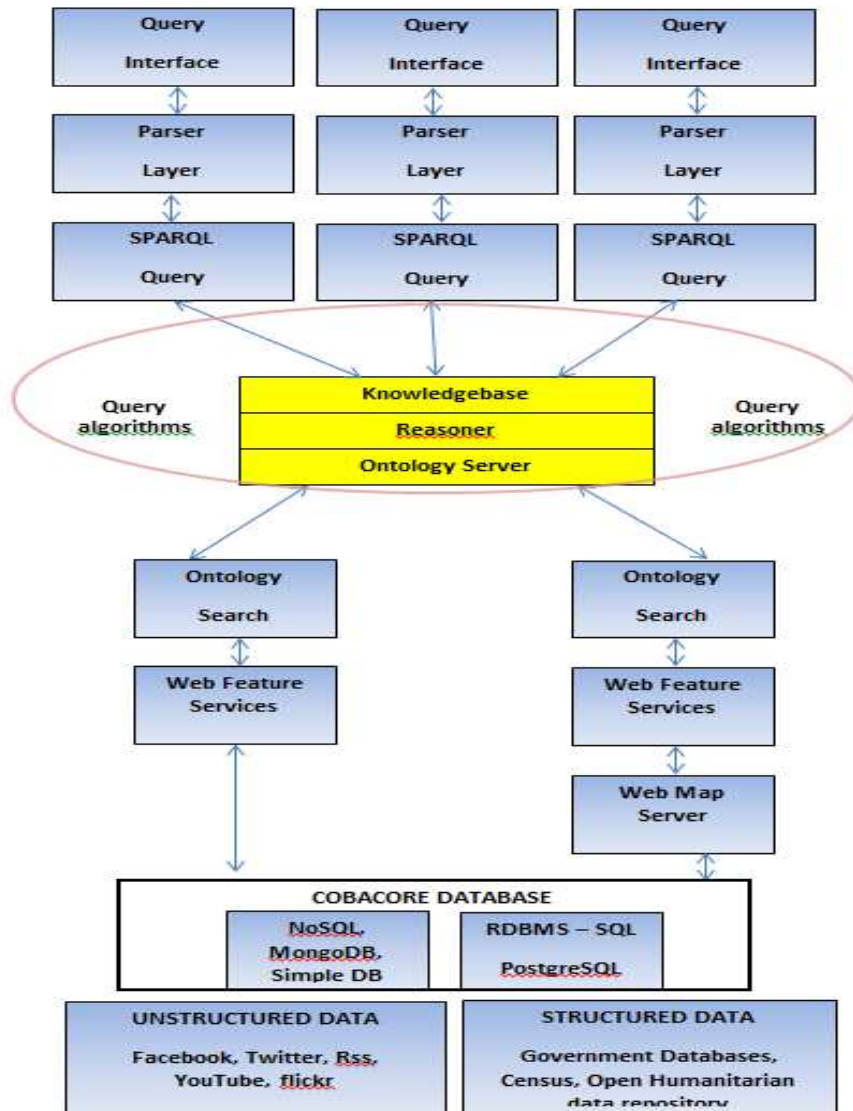 Query Query Query
Interface Interface Interface
Parser Parser Parser
Layer Layer Layer
SPARQL SPARQL SPARQL
Query Query Query
Knowledgebase
Query Query
algorithms algorithms
Reasoner
Ontology Server
Ontology Ontology
Search Search
Web Feature Web Feature
Services Services
Web Map
Server
COBACORE DATABASE
NoSQL,
MongoDB,
Simple DB
RDBMS – SQL
PostgreSQL
UNSTRUCTURED DATA
Facebook, Twitter, Rss,
YouTube, flickr
STRUCTURED DATA
Government Databases,
Census, Open Humanitarian
data repository